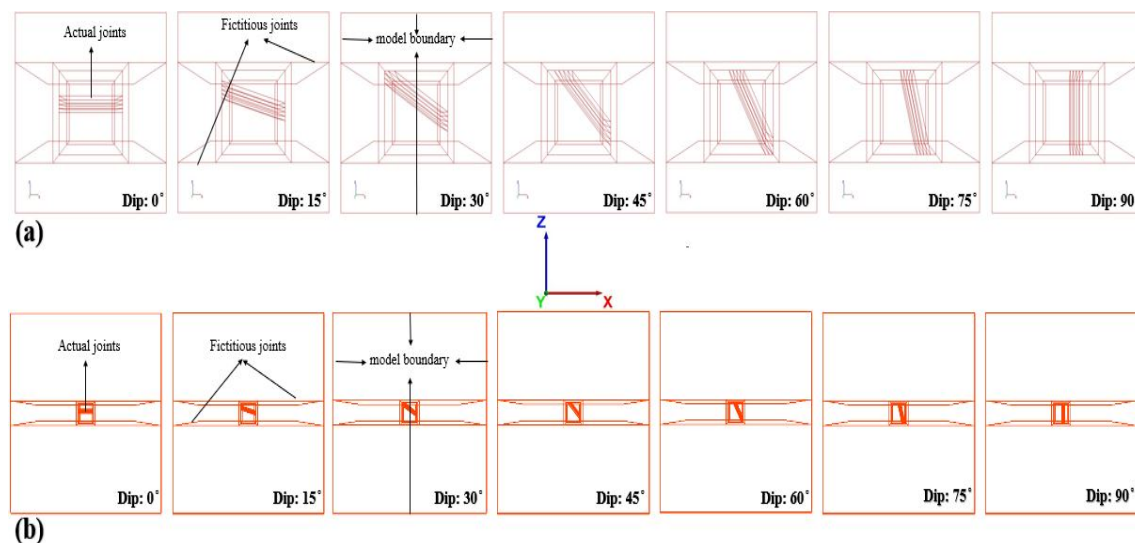 Actual joints
Fictitious joints
model boundary
Dip: 0°
Dip: 15°
Dip: 30°
Dip: 45°
Dip: 60°
Dip: 75°
Dip: 90
(a)
Z
Y
X
Actual joints
Fictitious joints
model boundary
Dip: 0°
Dip: 15°
Dip: 30°
Dip: 45°
Dip: 60°
Dip: 75°
Dip: 90°
(b)